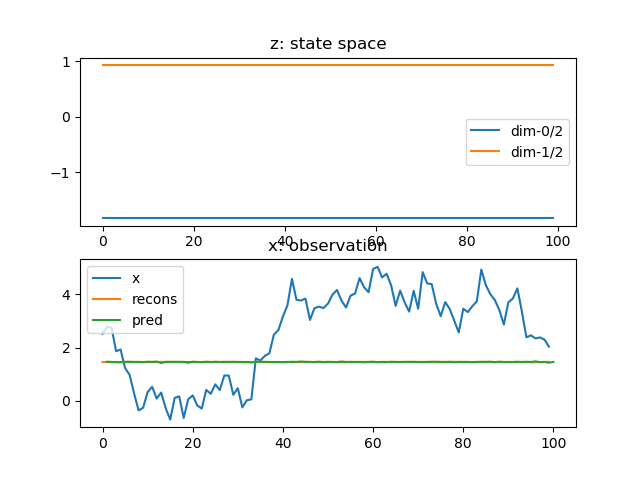 z: state space
1
0
−1
dim-0/2
dim-1/2
0 20 40 60 80 100
x: observation
4
2
0
x
recons
pred
0 20 40 60 80 100